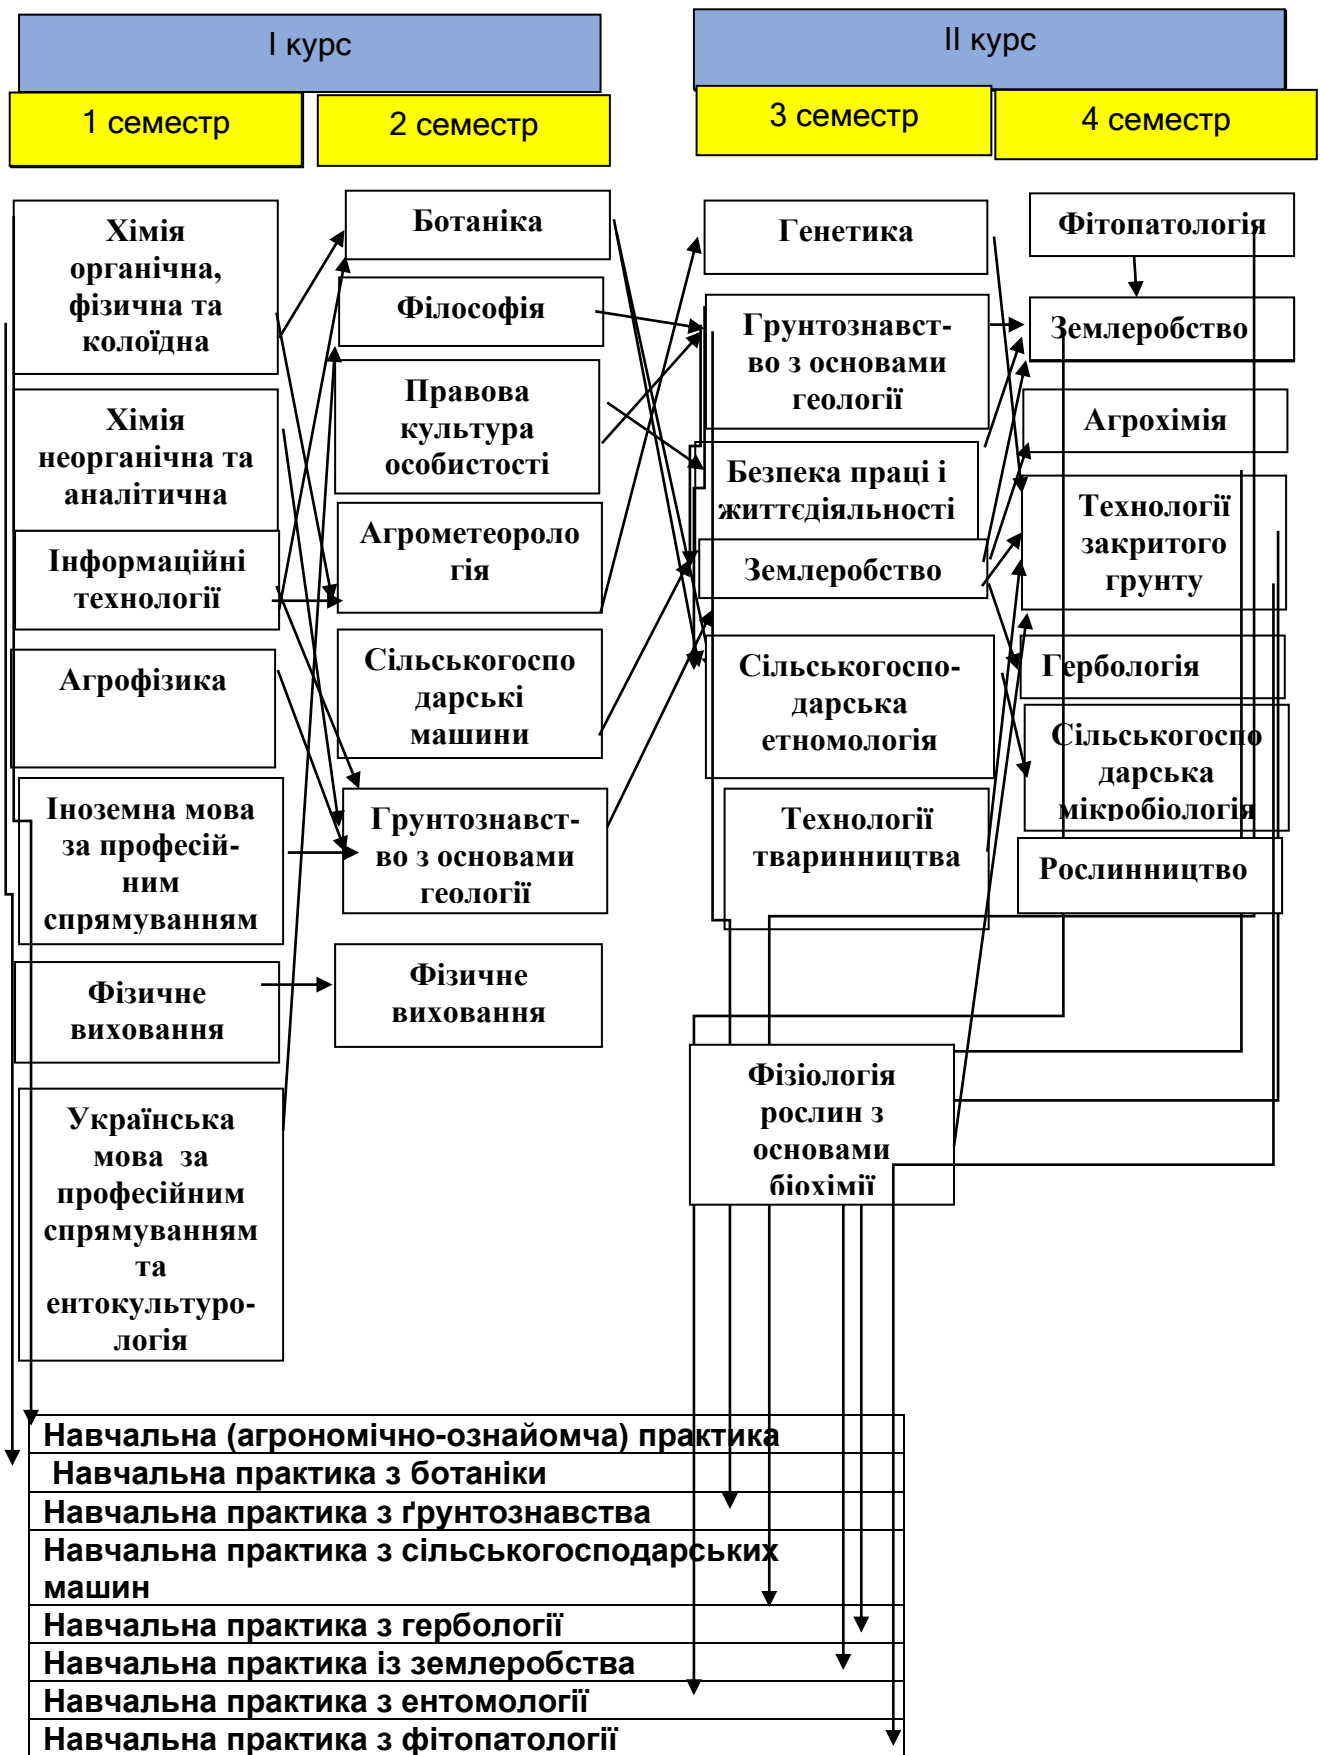 І курс
ІІ курс
1 семестр
2 семестр
3 семестр
4 семестр
Хімія
органічна,
фізична та
колоїдна
Хімія
неорганічна та
аналітична
Інформаційні
технології
Агрофізика
Іноземна мова
за професій-
ним
спрямуванням
Фізичне
виховання
Українська
мова за
професійним
спрямуванням
та
ентокультуро-
логія
Ботаніка
Філософія
Правова
культура
особистості
Агрометеороло
гія
Сільськогоспо
дарські
машини
Грунтознавст-
во з основами
геології
Фізичне
виховання
Генетика
Грунтознавст-
во з основами
геології
Безпека праці і
життєдіяльності
Землеробство
Сільськогоспо-
дарська
етномологія
Технології
тваринництва
Фізіологія
рослин з
основами
біохімії
Фітопатологія
Землеробство
Агрохімія
Технології
закритого
грунту
Гербологія
Сільськогоспо
дарська
мікробіологія
Рослинництво
Навчальна (агрономічно-ознайомча) практика
Навчальна практика з ботаніки
Навчальна практика з ґрунтознавства
Навчальна практика з сільськогосподарських
машин
Навчальна практика з гербології
Навчальна практика із землеробства
Навчальна практика з ентомології
Навчальна практика з фітопатології